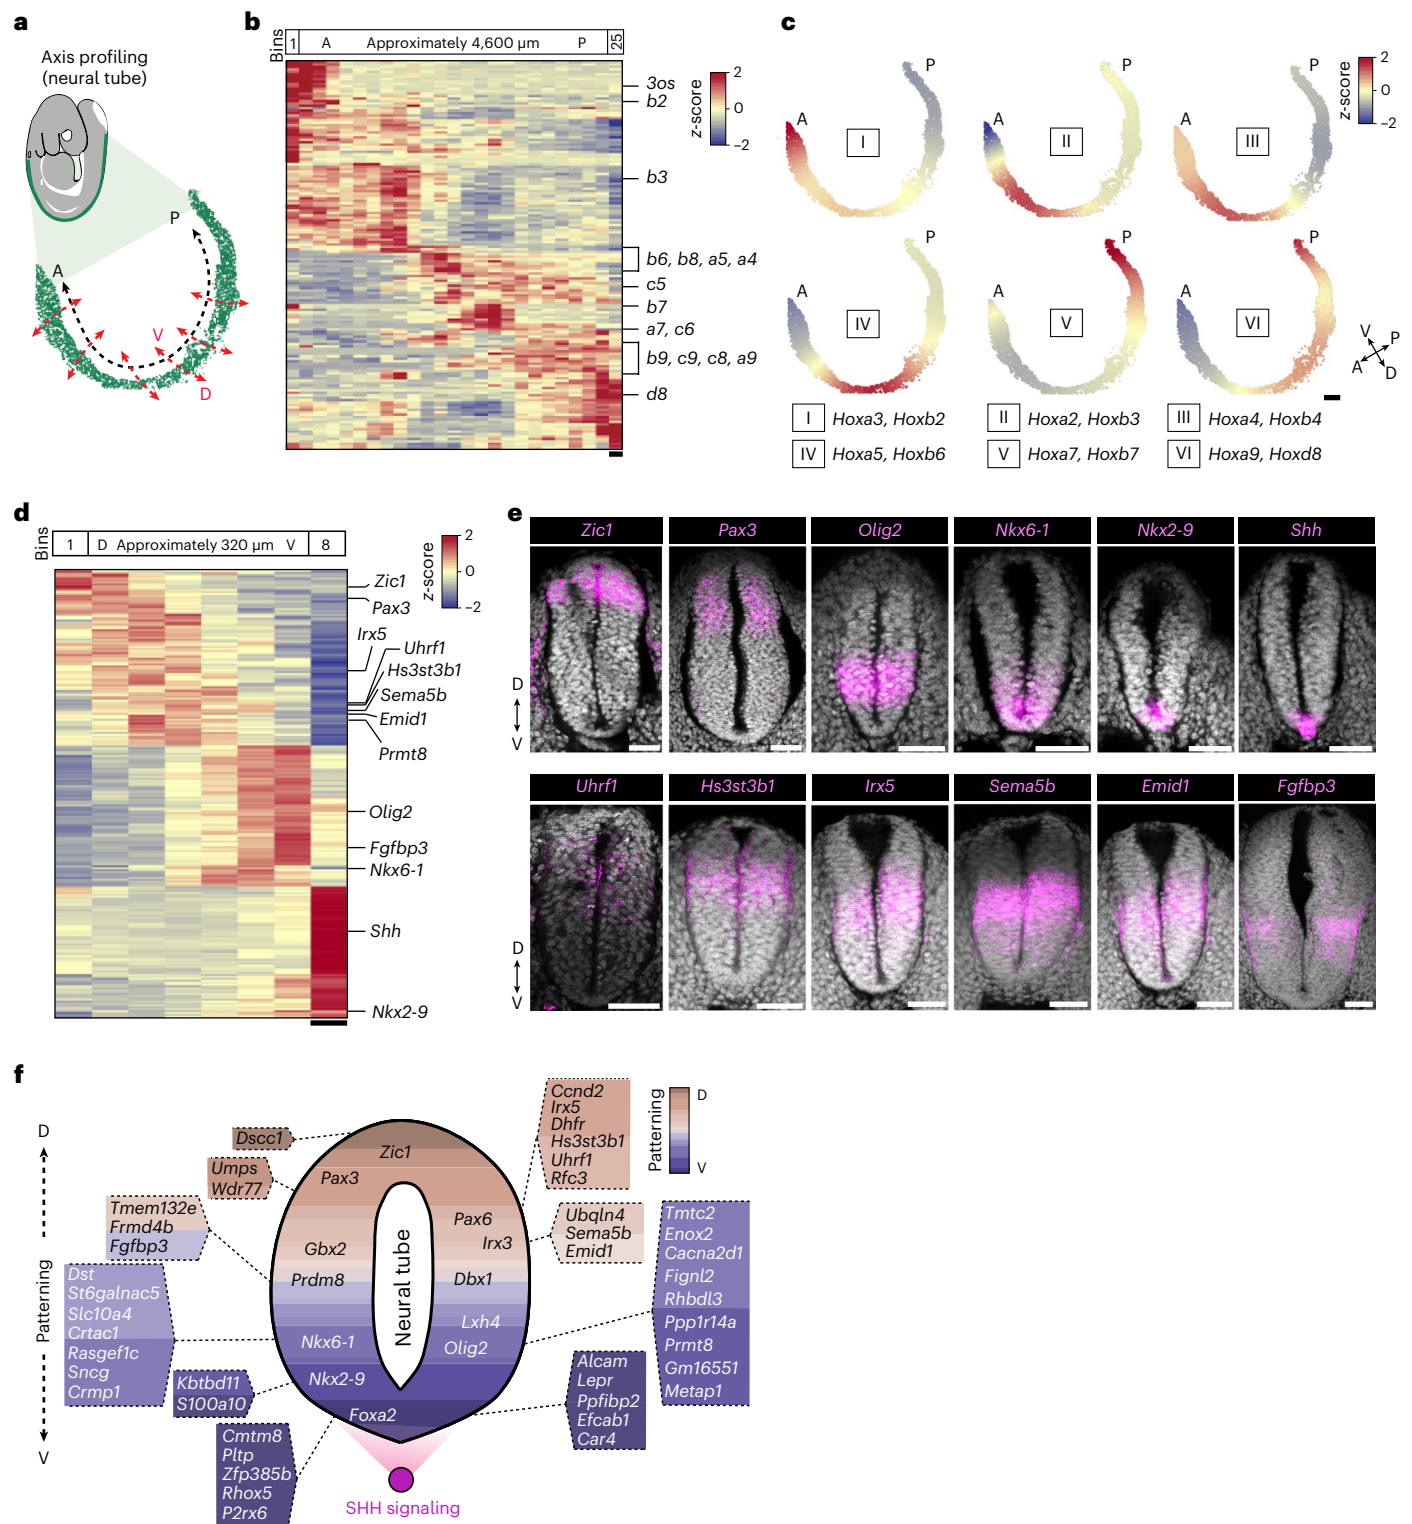 a
Axis profiling
(neural tube)
P
A
V
D
b
Bins
1
A
Approximately 4,600 µm
P
25
3os
b2
b3
b6, b8, a5, a4
c5
b7
a7, c6
b9, c9, c8, a9
d8
z-score
2
0
−2
c
P
A
I
P
A
II
P
A
III
z-score
2
0
−2
P
A
IV
P
A
V
P
A
VI
V
P
A
D
I Hoxa3, Hoxb2
II Hoxa2, Hoxb3
III Hoxa4, Hoxb4
IV Hoxa5, Hoxb6
V Hoxa7, Hoxb7
VI Hoxa9, Hoxd8
d
Bins
1
D
Approximately 320 µm
V
8
z-score
2
0
−2
Zic1
Pax3
Irx5
Uhrf1
Hs3st3b1
Sema5b
Emid1
Prmt8
Olig2
Fgfbp3
Nkx6-1
Shh
Nkx2-9
e
Zic1
Pax3
Olig2
Nkx6-1
Nkx2-9
Shh
D
V
Uhrf1
Hs3st3b1
Irx5
Sema5b
Emid1
Fgfbp3
D
V
f
D
Patterning
V
Dscc1
Umps
Wdr77
Tmem132e
Frmd4b
Fgfbp3
Dst
St6galnac5
Slc10a4
Crtac1
Rasgef1c
Sncg
Crmp1
Kbtbd11
S100a10
Cmtm8
Pltp
Zfp385b
Rhox5
P2rx6
Zic1
Pax3
Pax6
Irx3
Gbx2
Prdm8
Dbx1
Lxh4
Nkx6-1
Olig2
Nkx2-9
Foxa2
Neural tube
SHH signaling
Ccnd2
Irx5
Dhfr
Hs3st3b1
Uhrf1
Rfc3
Patterning
D
V
Ubqln4
Sema5b
Emid1
Tmtc2
Enox2
Cacna2d1
Fignl2
Rhbdl3
Ppp1r14a
Prmt8
Gm16551
Metap1
Alcam
Lepr
Ppfibp2
Efcab1
Car4